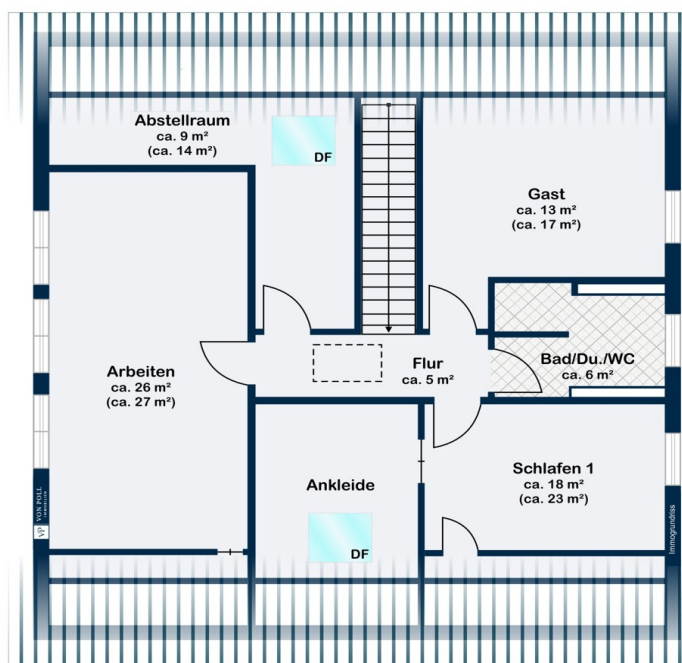 Abstellraum
ca. 9 m²
(ca. 14 m²)
DF
Gast
ca. 13 m²
(ca. 17 m²)
Arbeiten
ca. 26 m²
(ca. 27 m²)
Flur
ca. 5 m²
Bad/Du./WC
ca. 6 m²
Ankleide
DF
Schlafen 1
ca. 18 m²
(ca. 23 m²)
VP
VON POLL
IMMOBILIEN
Immogrundriss